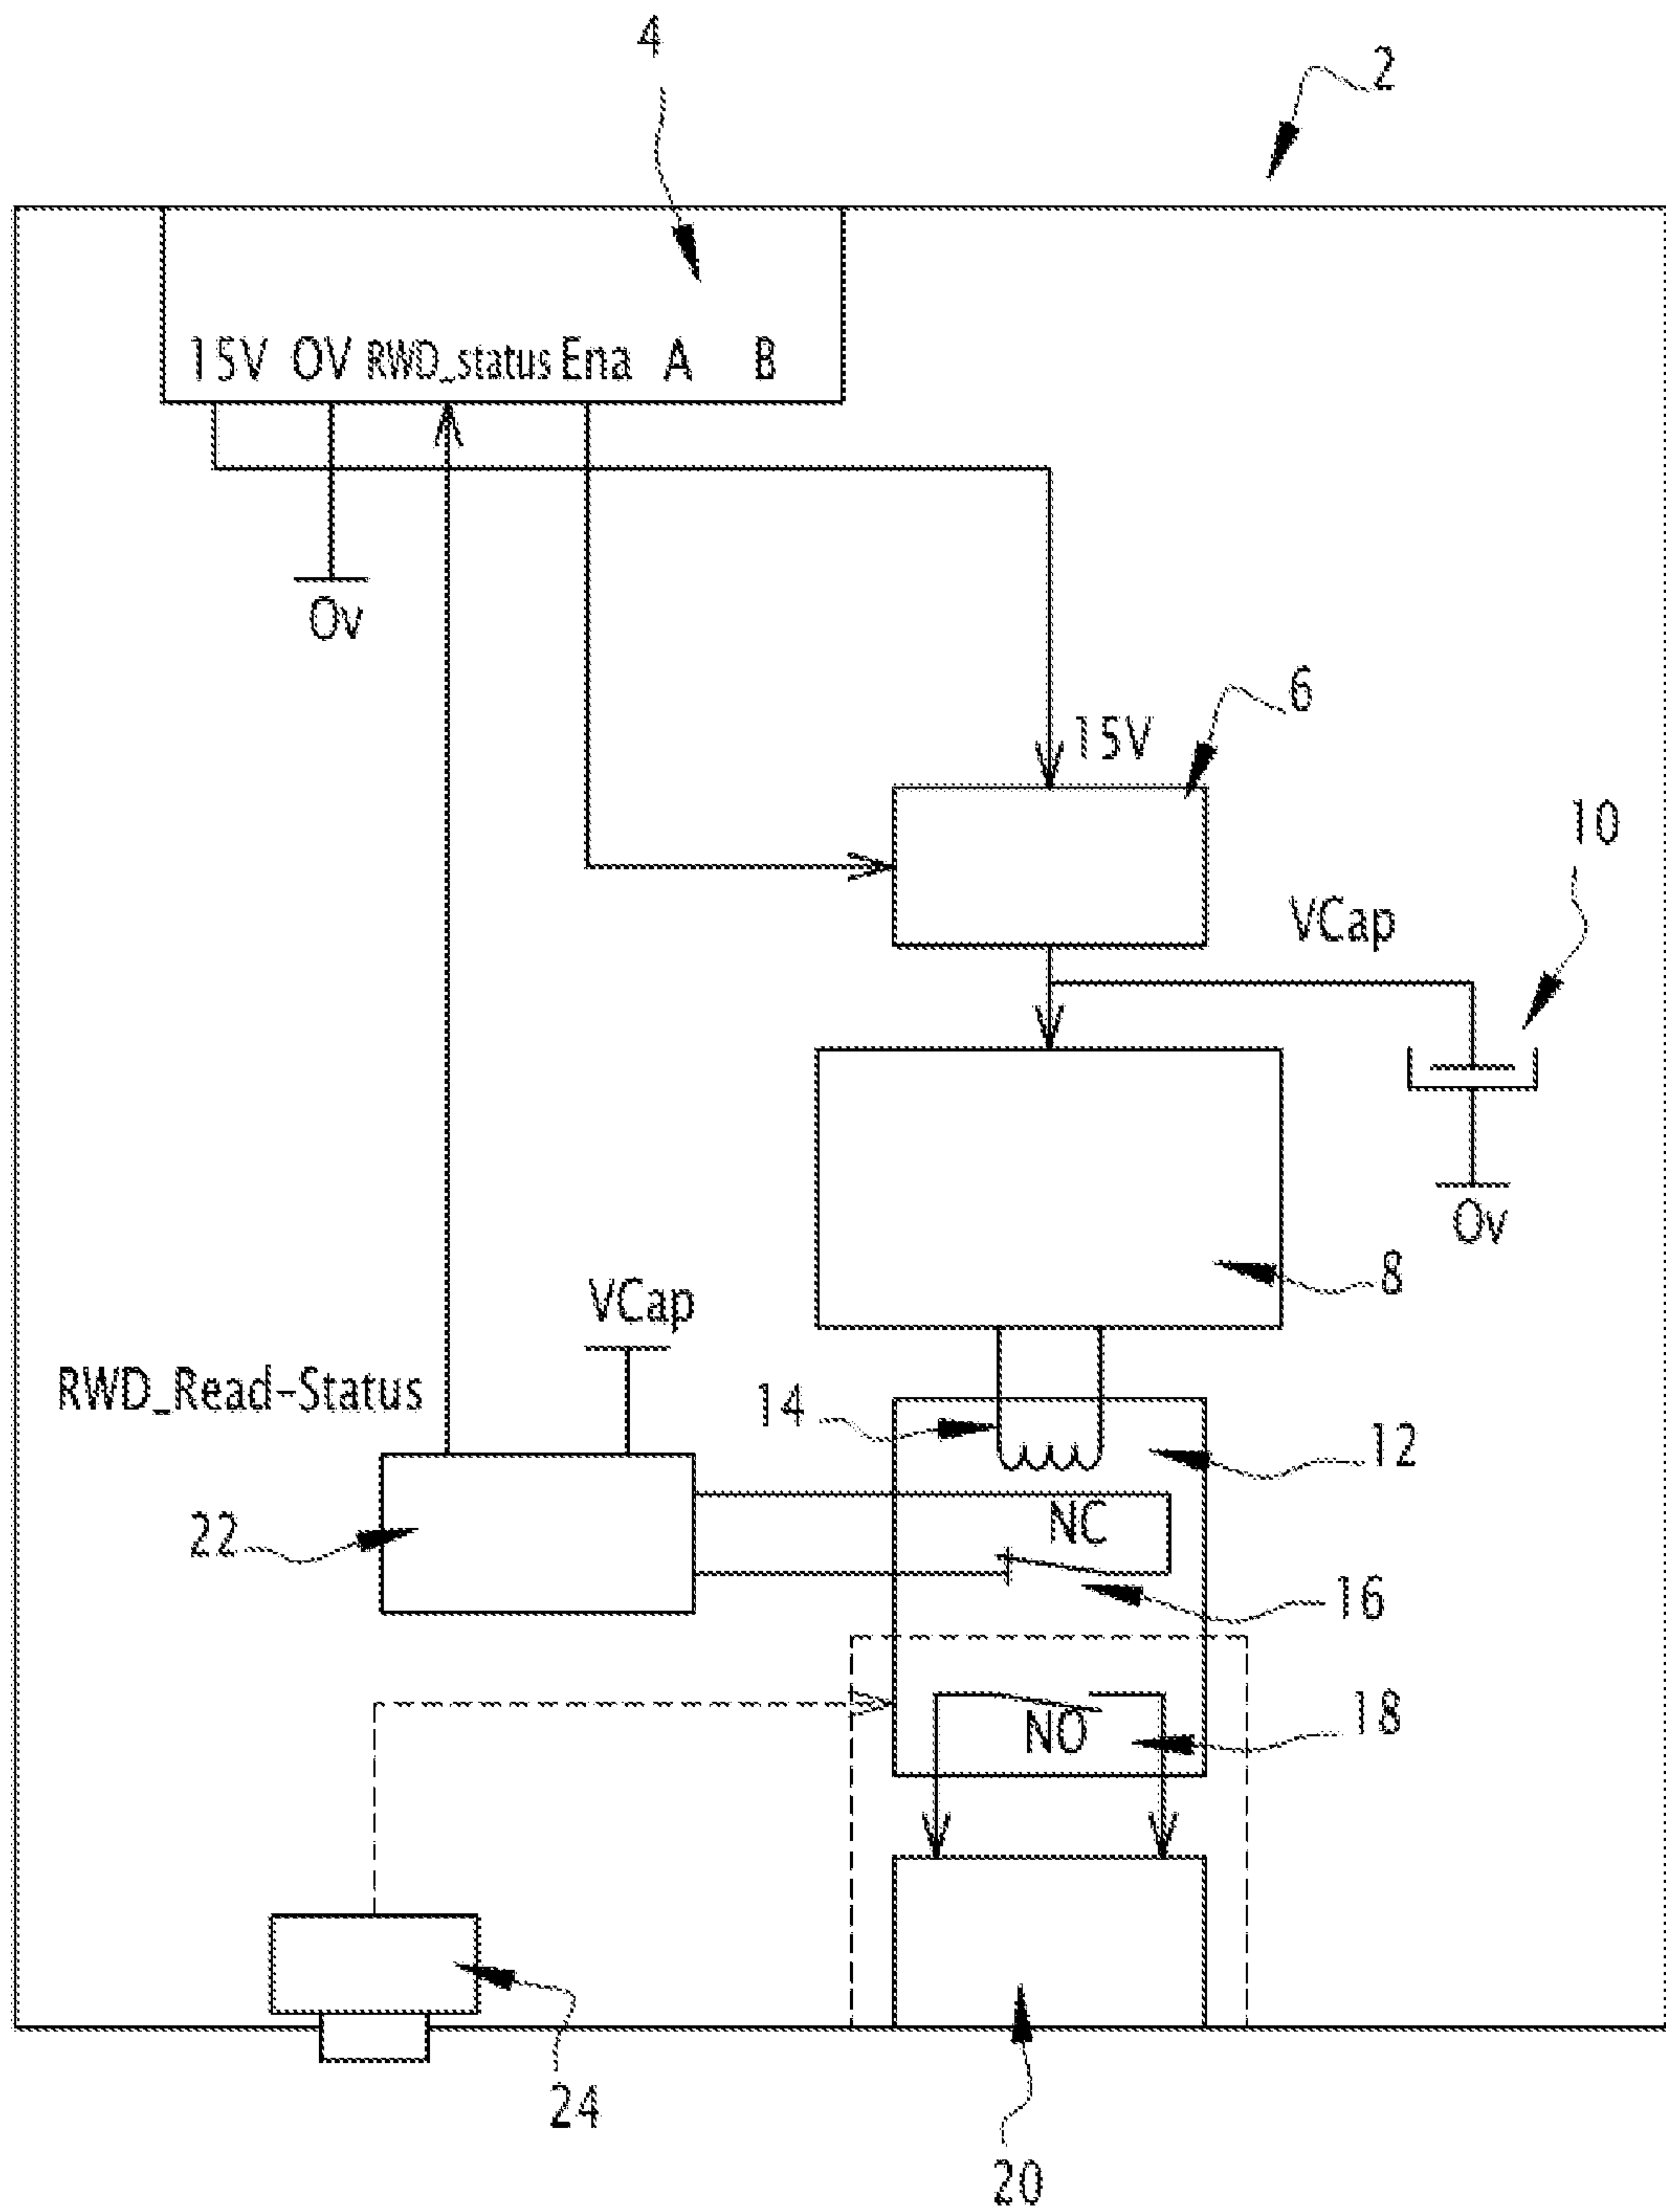 4
2
15V OV RWD_status Ena A B
Ov
15V
6
10
VCap
Ov
8
VCap
RWD_Read-Status
14
12
NC
22
16
18
NO
24
20